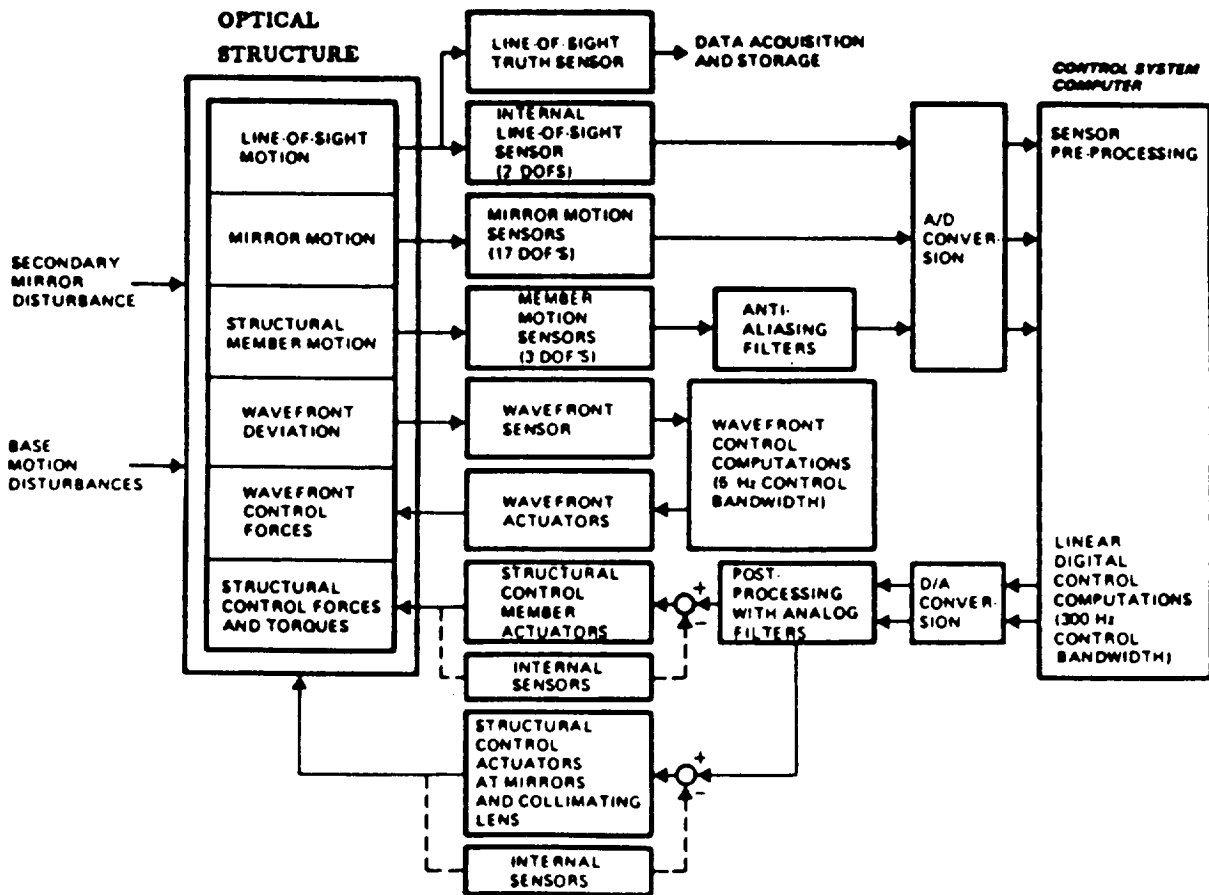 OPTICAL
STRUCTURE
LINE-OF-SIGHT
TRUTH SENSOR
DATA ACQUISITION
AND STORAGE
CONTROL SYSTEM
COMPUTER
LINE-OF-SIGHT
MOTION
INTERNAL
LINE-OF-SIGHT
SENSOR
(2 DOFS)
SENSOR
PRE-PROCESSING
MIRROR MOTION
MIRROR MOTION
SENSORS
(17 DOF'S)
A/D
CONVER-
SION
SECONDARY
MIRROR
DISTURBANCE
STRUCTURAL
MEMBER MOTION
MEMBER
MOTION
SENSORS
(3 DOF'S)
ANTI-
ALIASING
FILTERS
WAVEFRONT
DEVIATION
WAVEFRONT
SENSOR
WAVEFRONT
CONTROL
COMPUTATIONS
(5 Hz CONTROL
BANDWIDTH)
BASE
MOTION
DISTURBANCES
WAVEFRONT
CONTROL
FORCES
WAVEFRONT
ACTUATORS
STRUCTURAL
CONTROL FORCES
AND TORQUES
STRUCTURAL
CONTROL
MEMBER
ACTUATORS
+
-
POST-
PROCESSING
WITH ANALOG
FILTERS
D/A
CONVER-
SION
LINEAR
DIGITAL
CONTROL
COMPUTATIONS
(300 Hz
CONTROL
BANDWIDTH)
INTERNAL
SENSORS
STRUCTURAL
CONTROL
ACTUATORS
AT MIRRORS
AND COLLIMATING
LENS
+
-
INTERNAL
SENSORS